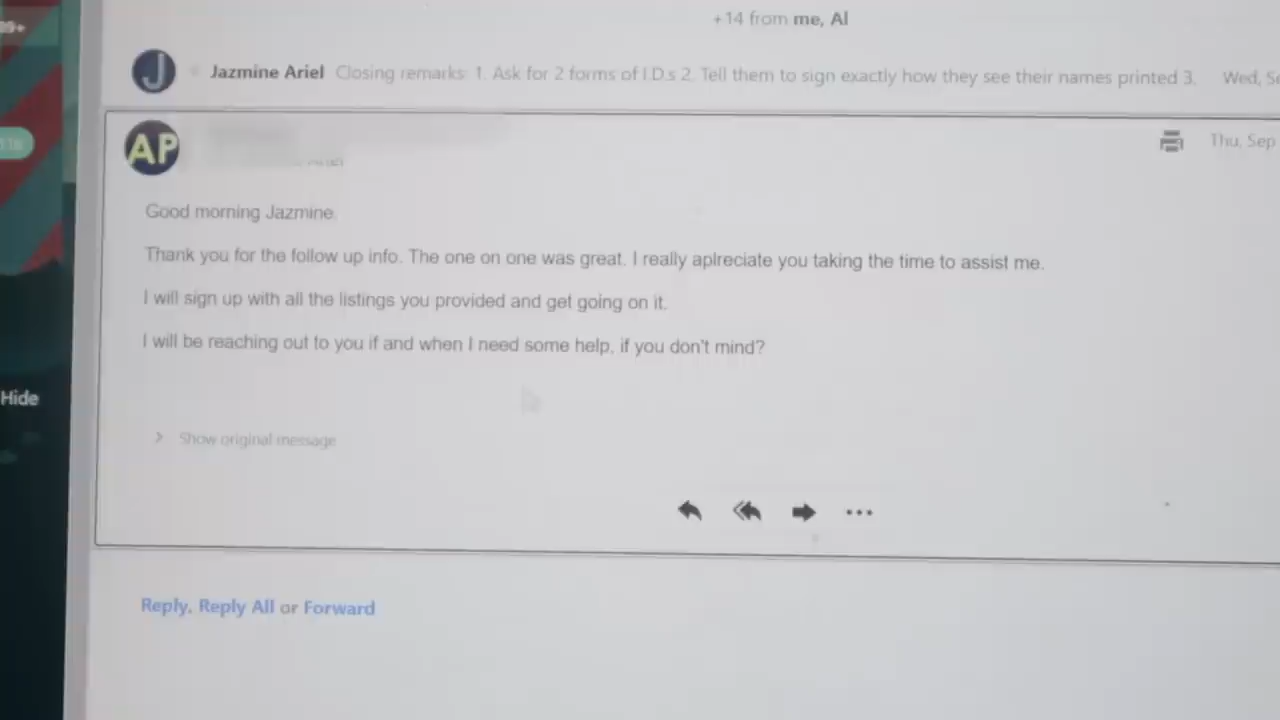 99+
+14 from me, Al
J Jazmine Ariel Closing remarks: 1. Ask for 2 forms of I.D.s 2. Tell them to sign exactly how they see their names printed 3. Wed, Se
AP
Thu, Sep
Good morning Jazmine.
Thank you for the follow up info. The one on one was great. I really aplreciate you taking the time to assist me.
I will sign up with all the listings you provided and get going on it.
I will be reaching out to you if and when I need some help, if you don't mind?
Hide
Show original message
Reply, Reply All or Forward